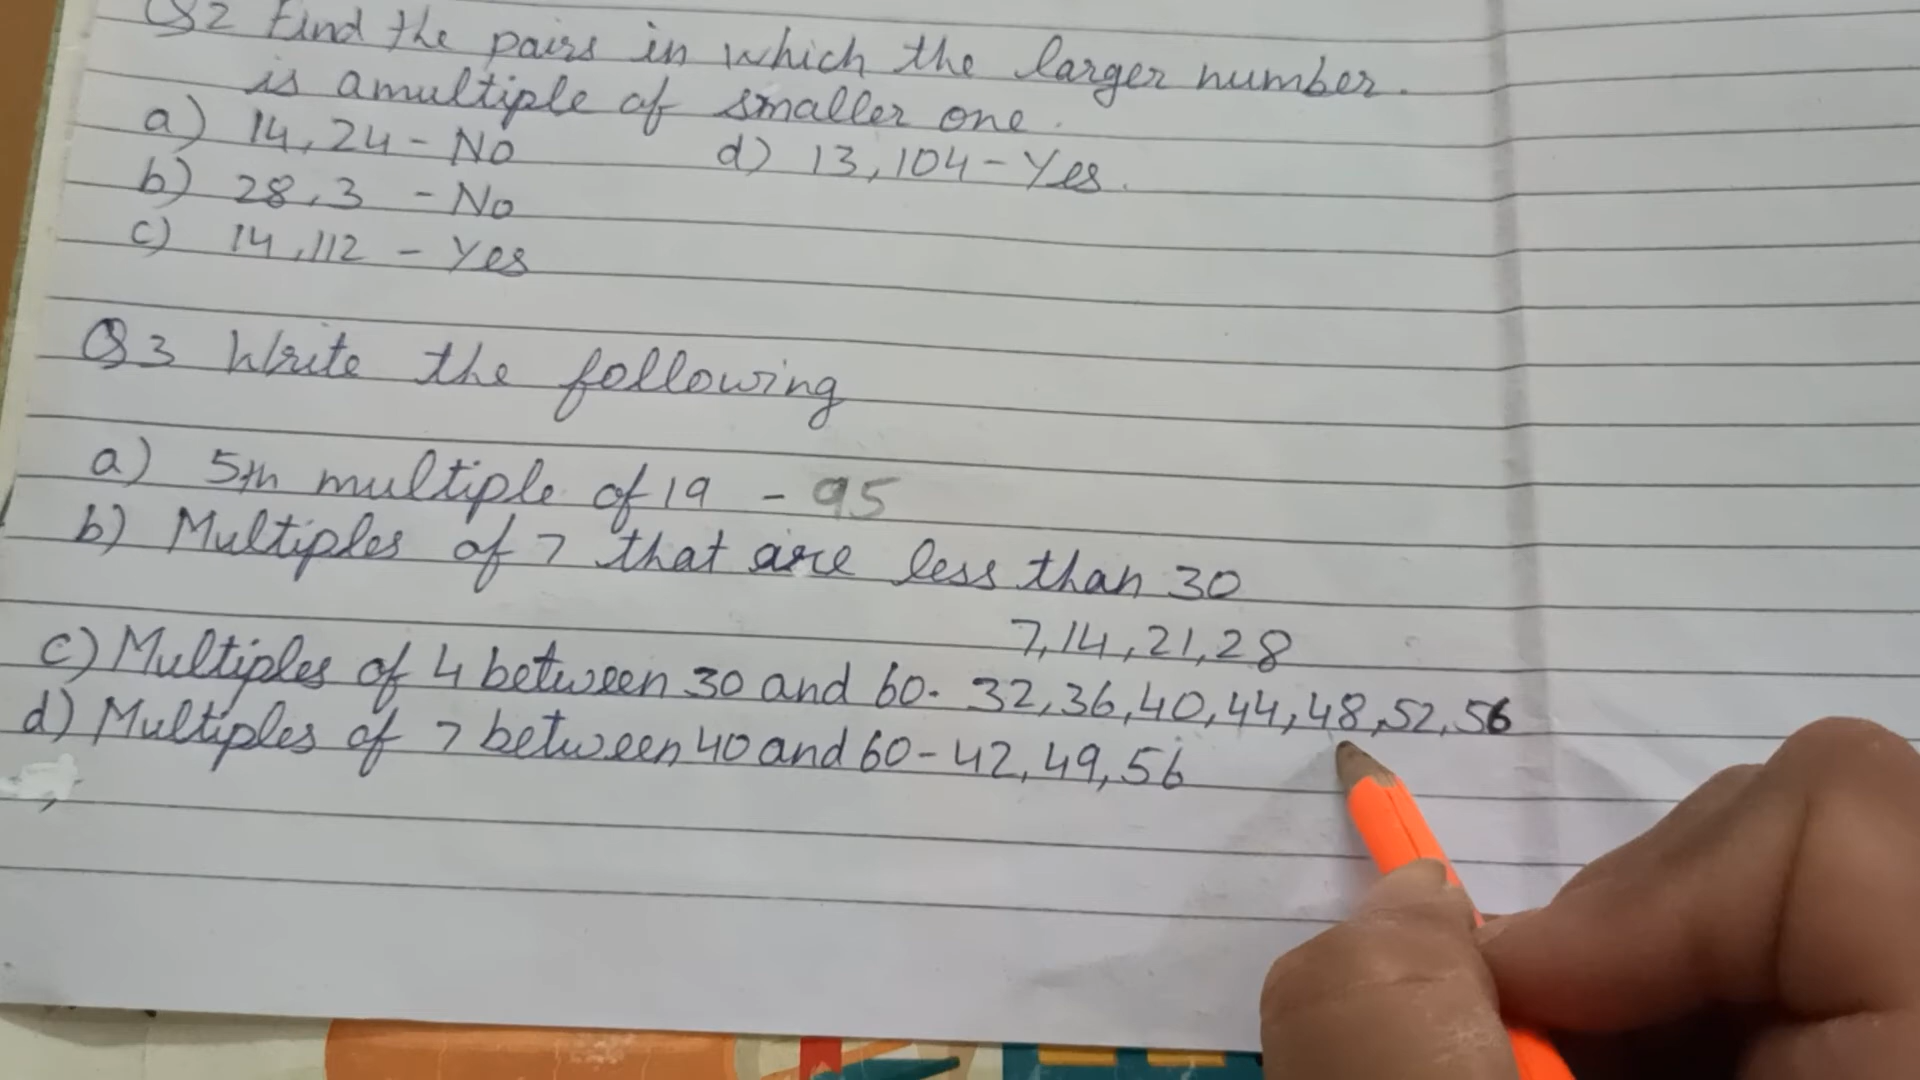 Q2 Find the pairs in which the larger number.
is amultiple of smaller one.
a) 14, 24 - No
d) 13, 104 - Yes.
b) 28, 3 - No
c) 14, 112 - Yes
Q3 Write the following
a) 5th multiple of 19 - 95
b) Multiples of 7 that are less than 30
7, 14, 21, 28
c) Multiples of 4 between 30 and 60. 32, 36, 40, 44, 48, 52, 56
d) Multiples of 7 between 40 and 60 - 42, 49, 56